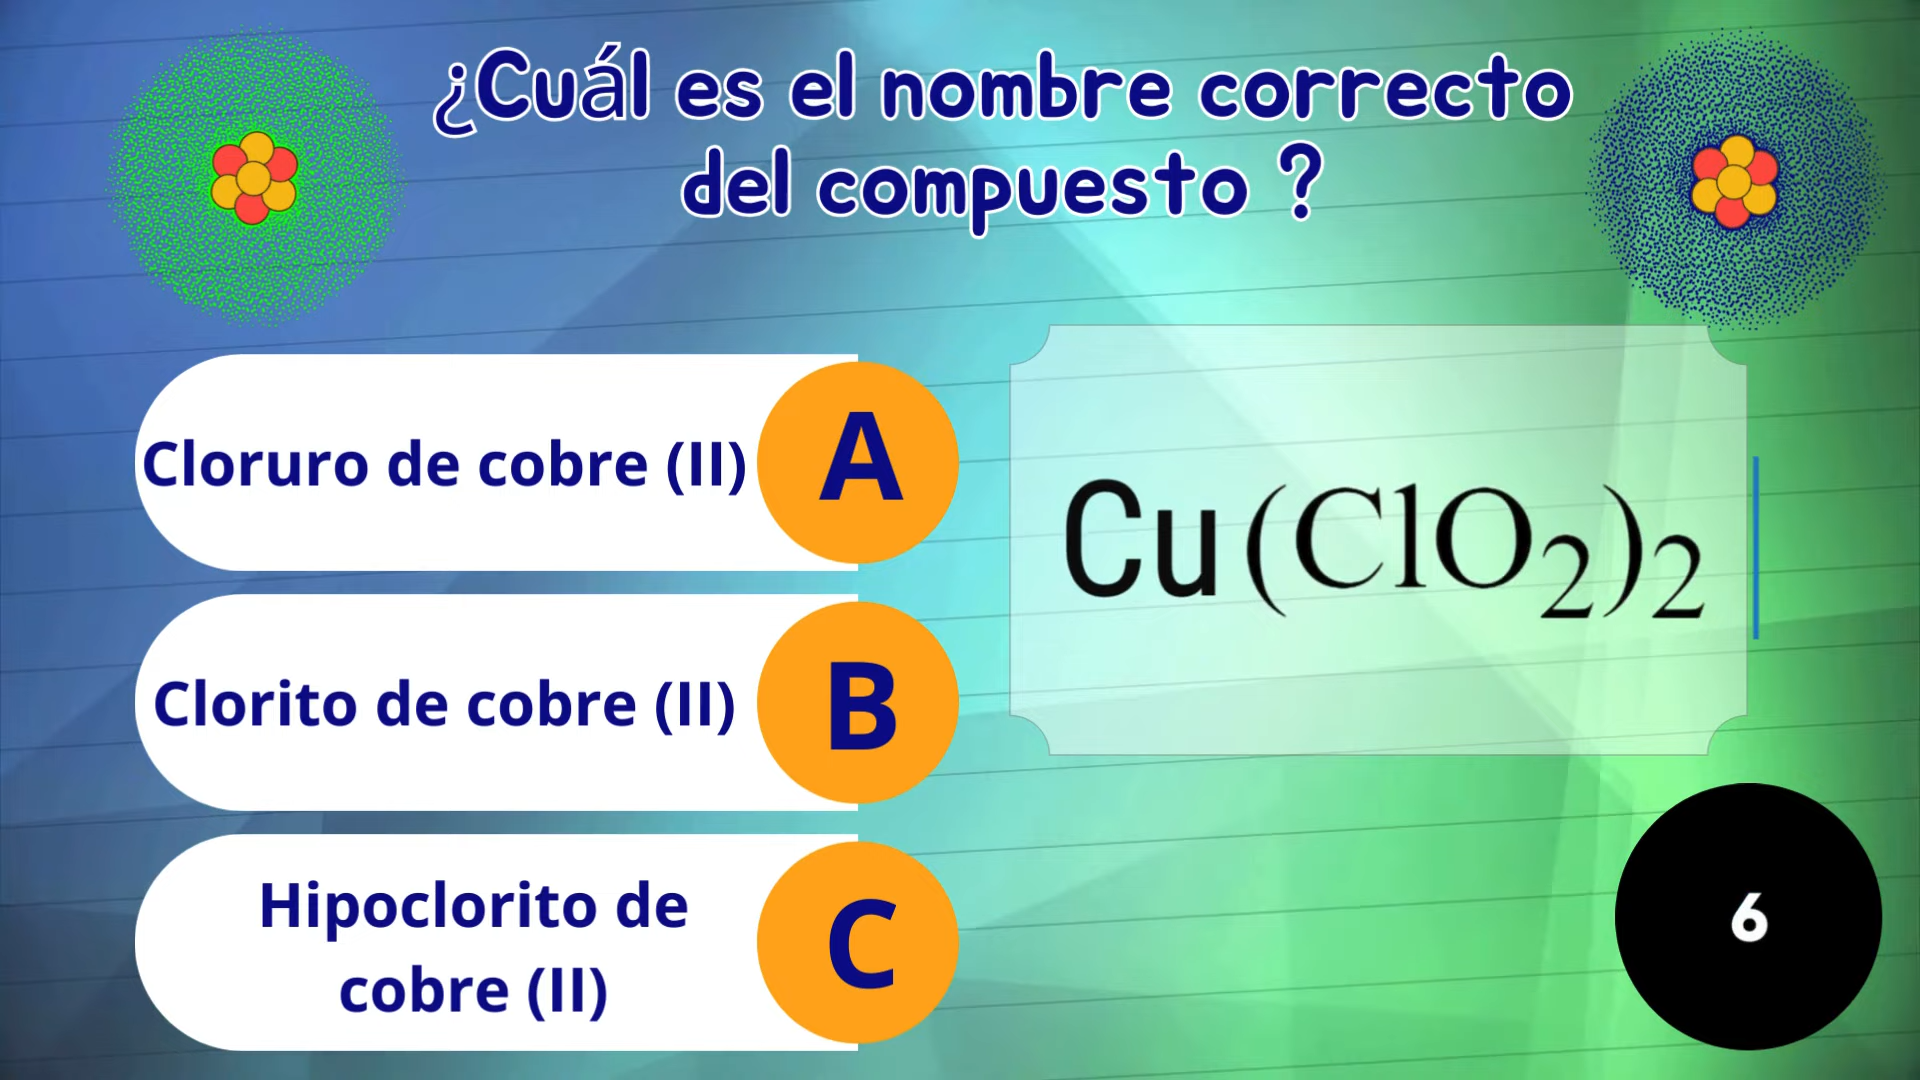 ¿Cuál es el nombre correcto
del compuesto ?
Cloruro de cobre (II)
A
Clorito de cobre (II)
B
Hipoclorito de
cobre (II)
C
Cu(ClO₂)₂
6